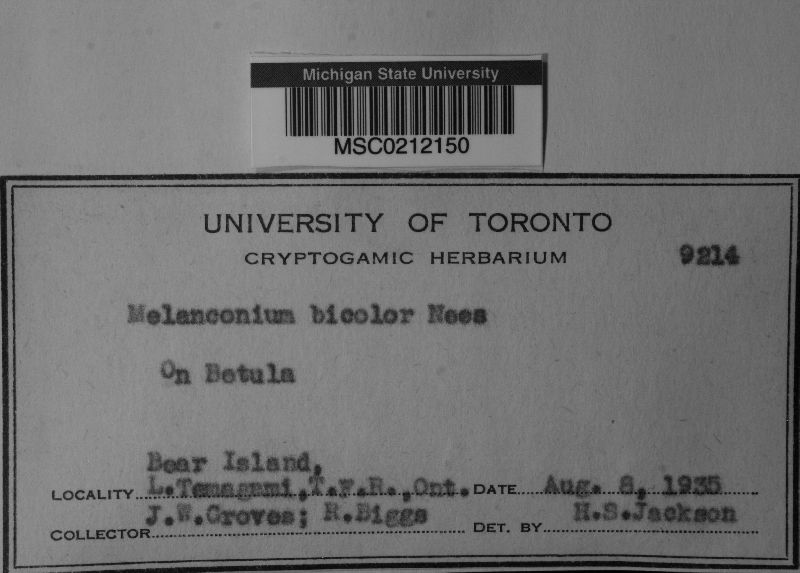 Michigan State University
MSC0212150
UNIVERSITY OF TORONTO
CRYPTOGAMIC HERBARIUM 9214
Melanconium bicolor Nees
On Betula
Bear Island,
LOCALITY L.Temagami,T.F.R.,Ont. DATE Aug. 8, 1935
COLLECTOR J.W.Groves; R.Biggs DET. BY H.S.Jackson